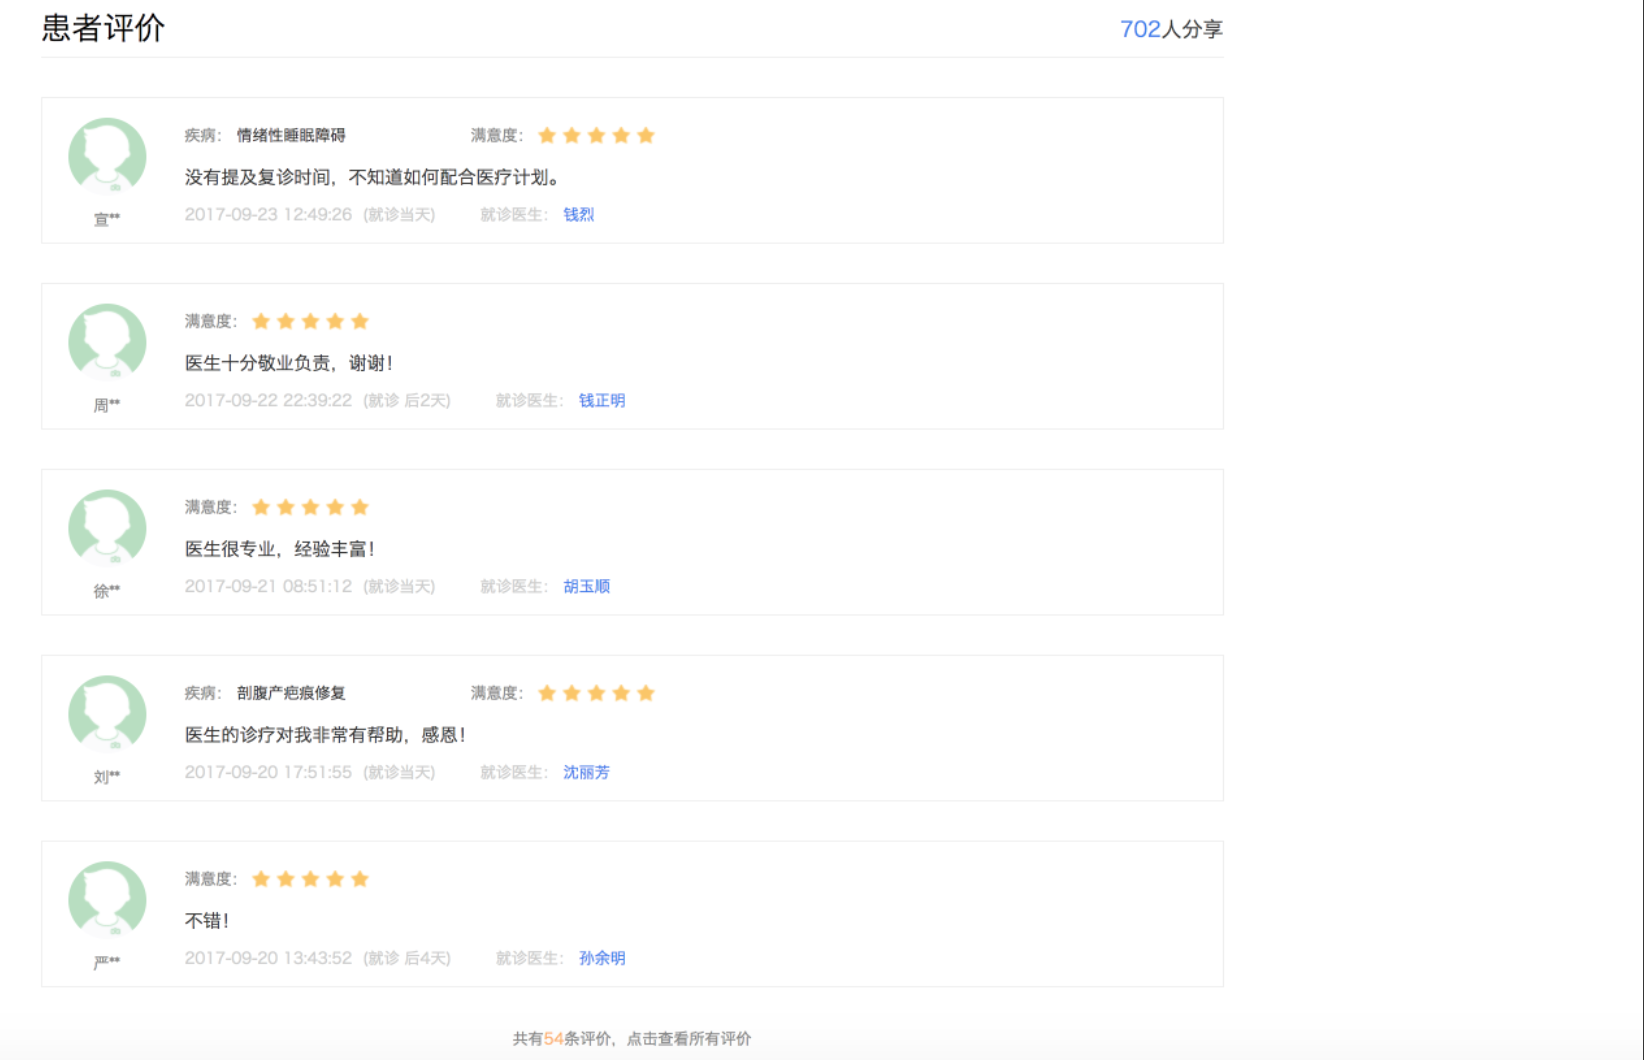 患者评价
702人分享
疾病： 情绪性睡眠障碍 满意度：
没有提及复诊时间，不知道如何配合医疗计划。
2017-09-23 12:49:26 (就诊当天) 就诊医生： 钱烈
宣**
满意度：
医生十分敬业负责，谢谢！
2017-09-22 22:39:22 (就诊 后2天) 就诊医生： 钱正明
周**
满意度：
医生很专业，经验丰富！
2017-09-21 08:51:12 (就诊当天) 就诊医生： 胡玉顺
徐**
疾病： 剖腹产疤痕修复 满意度：
医生的诊疗对我非常有帮助，感恩！
2017-09-20 17:51:55 (就诊当天) 就诊医生： 沈丽芳
刘**
满意度：
不错！
2017-09-20 13:43:52 (就诊 后4天) 就诊医生： 孙余明
严**
共有54条评价，点击查看所有评价